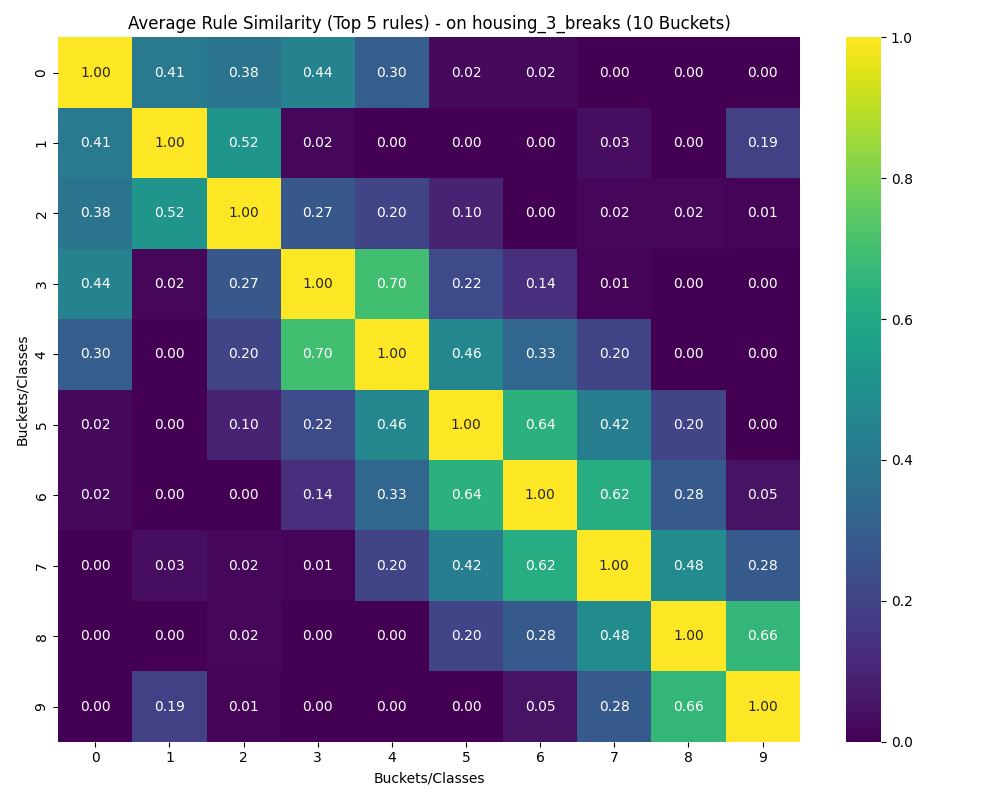 Average Rule Similarity (Top 5 rules) - on housing_3_breaks (10 Buckets)
Buckets/Classes
0 1.00 0.41 0.38 0.44 0.30 0.02 0.02 0.00 0.00 0.00
1 0.41 1.00 0.52 0.02 0.00 0.00 0.00 0.03 0.00 0.19
2 0.38 0.52 1.00 0.27 0.20 0.10 0.00 0.02 0.02 0.01
3 0.44 0.02 0.27 1.00 0.70 0.22 0.14 0.01 0.00 0.00
4 0.30 0.00 0.20 0.70 1.00 0.46 0.33 0.20 0.00 0.00
5 0.02 0.00 0.10 0.22 0.46 1.00 0.64 0.42 0.20 0.00
6 0.02 0.00 0.00 0.14 0.33 0.64 1.00 0.62 0.28 0.05
7 0.00 0.03 0.02 0.01 0.20 0.42 0.62 1.00 0.48 0.28
8 0.00 0.00 0.02 0.00 0.00 0.20 0.28 0.48 1.00 0.66
9 0.00 0.19 0.01 0.00 0.00 0.00 0.05 0.28 0.66 1.00
0 1 2 3 4 5 6 7 8 9
Buckets/Classes
1.0
0.8
0.6
0.4
0.2
0.0